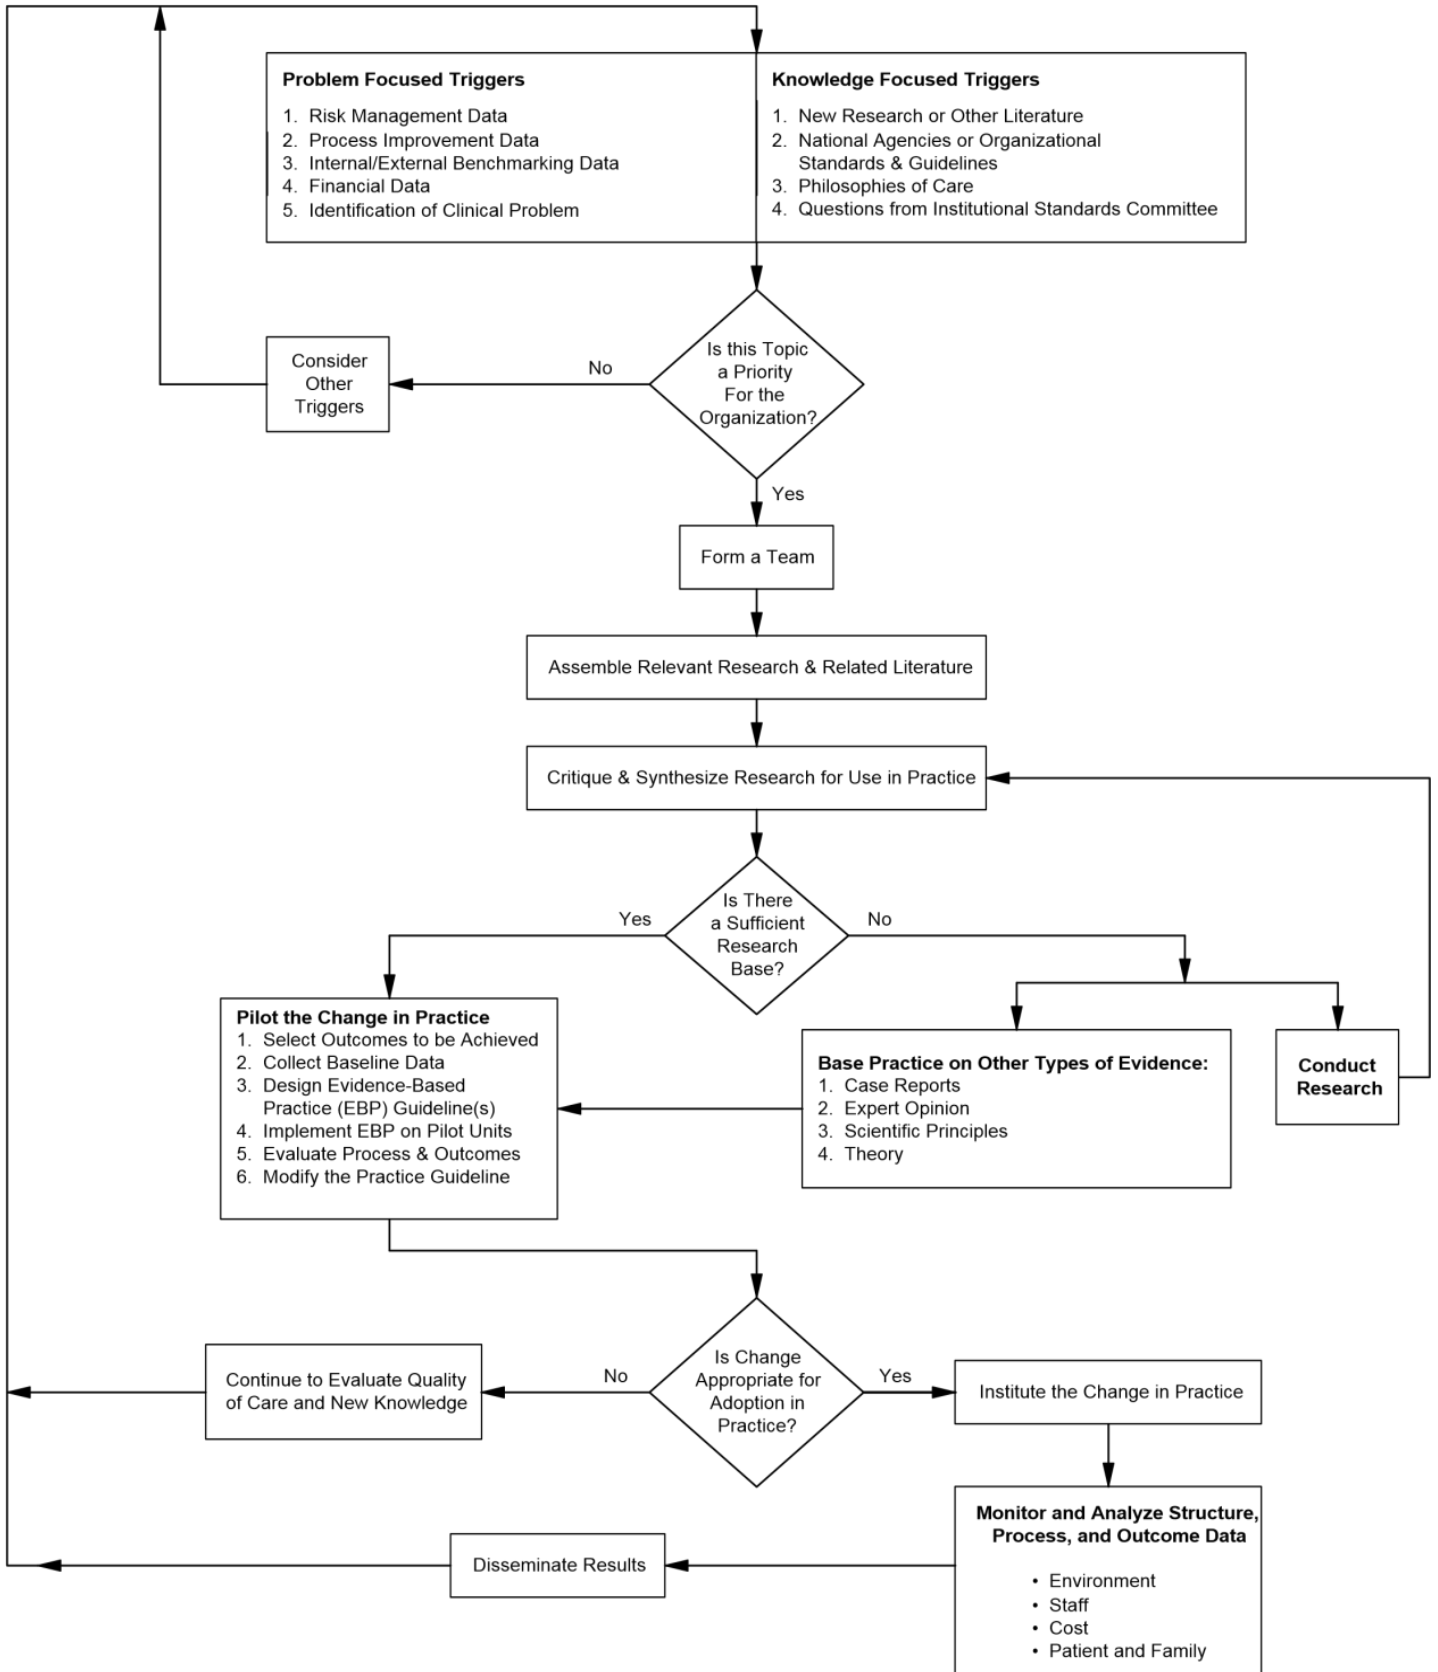 Problem Focused Triggers
1. Risk Management Data
2. Process Improvement Data
3. Internal/External Benchmarking Data
4. Financial Data
5. Identification of Clinical Problem
Knowledge Focused Triggers
1. New Research or Other Literature
2. National Agencies or Organizational
Standards & Guidelines
3. Philosophies of Care
4. Questions from Institutional Standards Committee
Is this Topic
a Priority
For the
Organization?
No
Consider
Other
Triggers
Yes
Form a Team
Assemble Relevant Research & Related Literature
Critique & Synthesize Research for Use in Practice
Is There
a Sufficient
Research
Base?
Yes
No
Pilot the Change in Practice
1. Select Outcomes to be Achieved
2. Collect Baseline Data
3. Design Evidence-Based
Practice (EBP) Guideline(s)
4. Implement EBP on Pilot Units
5. Evaluate Process & Outcomes
6. Modify the Practice Guideline
Base Practice on Other Types of Evidence:
1. Case Reports
2. Expert Opinion
3. Scientific Principles
4. Theory
Conduct
Research
Is Change
Appropriate for
Adoption in
Practice?
No
Continue to Evaluate Quality
of Care and New Knowledge
Yes
Institute the Change in Practice
Monitor and Analyze Structure,
Process, and Outcome Data
• Environment
• Staff
• Cost
• Patient and Family
Disseminate Results